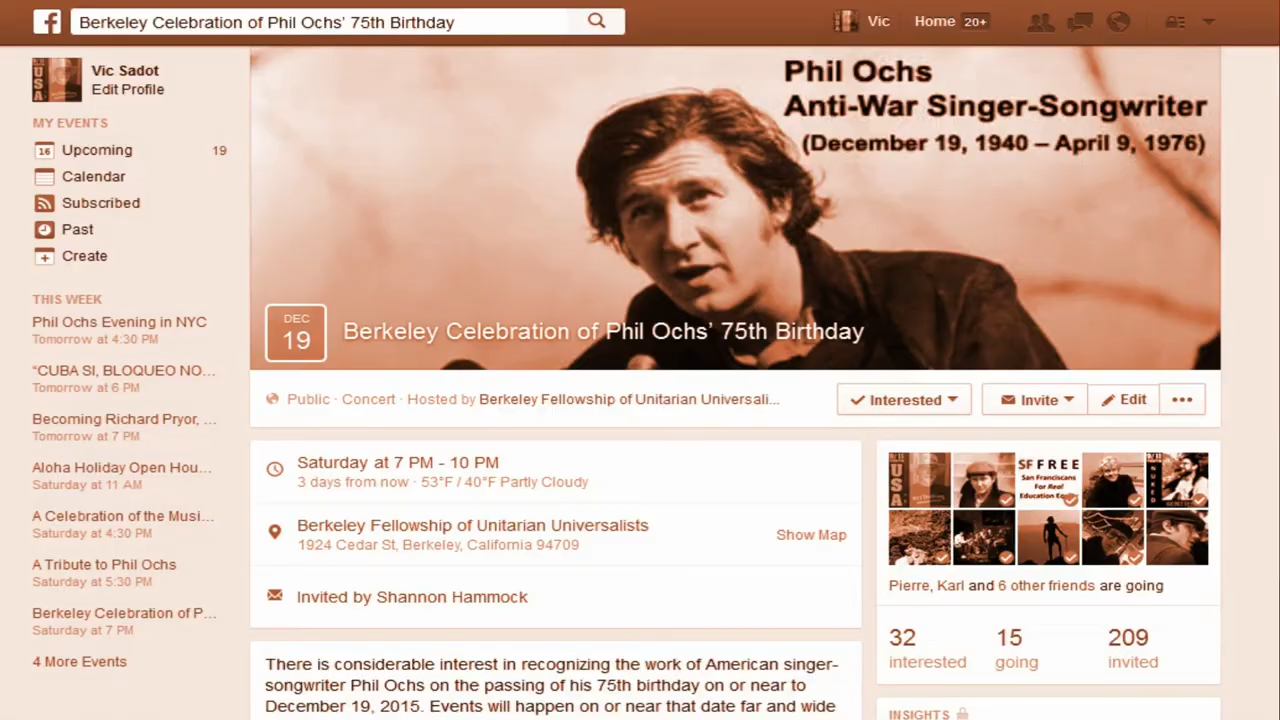 Berkeley Celebration of Phil Ochs’ 75th Birthday
Vic
Home 20+
Vic Sadot
Edit Profile
MY EVENTS
16 Upcoming 19
Calendar
Subscribed
Past
Create
THIS WEEK
Phil Ochs Evening in NYC
Tomorrow at 4:30 PM
“CUBA SI, BLOQUEO NO...
Tomorrow at 6 PM
Becoming Richard Pryor, ...
Tomorrow at 7 PM
Aloha Holiday Open Hou...
Saturday at 11 AM
A Celebration of the Musi...
Saturday at 4:30 PM
A Tribute to Phil Ochs
Saturday at 5:30 PM
Berkeley Celebration of P...
Saturday at 7 PM
4 More Events
Phil Ochs
Anti-War Singer-Songwriter
(December 19, 1940 – April 9, 1976)
DEC
19
Berkeley Celebration of Phil Ochs’ 75th Birthday
Public · Concert · Hosted by Berkeley Fellowship of Unitarian Universali...
Interested
Invite
Edit
Saturday at 7 PM - 10 PM
3 days from now · 53°F / 40°F Partly Cloudy
Berkeley Fellowship of Unitarian Universalists
1924 Cedar St, Berkeley, California 94709
Show Map
Invited by Shannon Hammock
There is considerable interest in recognizing the work of American singer-
songwriter Phil Ochs on the passing of his 75th birthday on or near to
December 19, 2015. Events will happen on or near that date far and wide
USA
SF FREE
San Franciscans
For Real
Education
NUKED
Pierre, Karl and 6 other friends are going
32
interested
15
going
209
invited
INSIGHTS